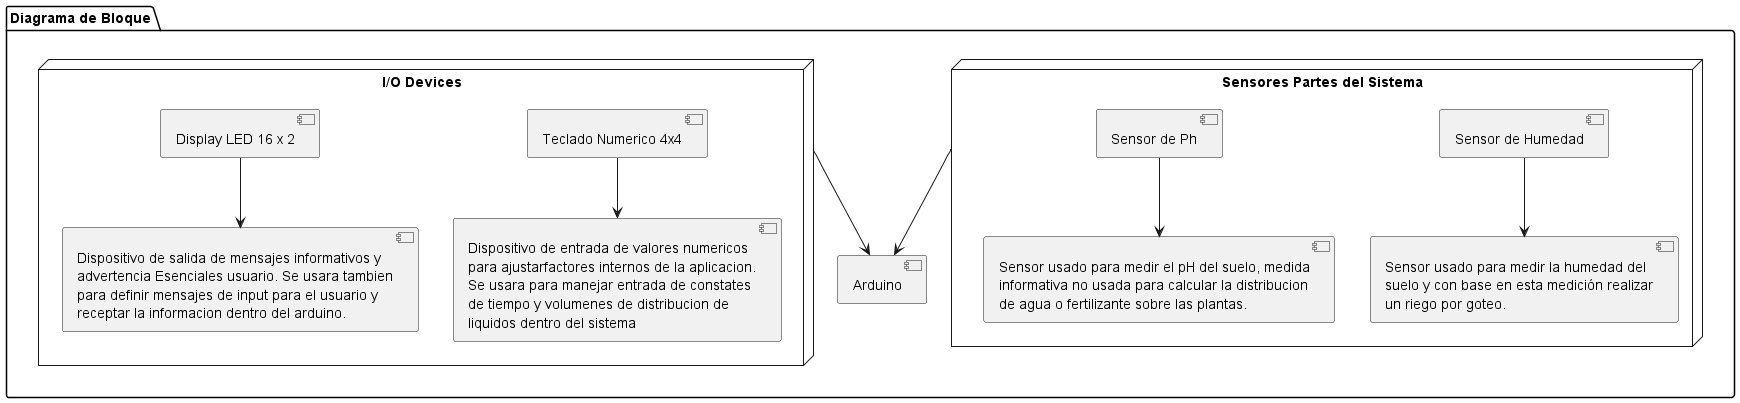 Diagrama de Bloque
I/O Devices
Display LED 16 x 2
Teclado Numerico 4x4
Dispositivo de salida de mensajes informativos y
advertencia Esenciales usuario. Se usara tambien
para definir mensajes de input para el usuario y
receptar la informacion dentro del arduino.
Dispositivo de entrada de valores numericos
para ajustarfactores internos de la aplicacion.
Se usara para manejar entrada de constates
de tiempo y volumenes de distribucion de
liquidos dentro del sistema
Arduino
Sensores Partes del Sistema
Sensor de Ph
Sensor de Humedad
Sensor usado para medir el pH del suelo, medida
informativa no usada para calcular la distribucion
de agua o fertilizante sobre las plantas.
Sensor usado para medir la humedad del
suelo y con base en esta medición realizar
un riego por goteo.